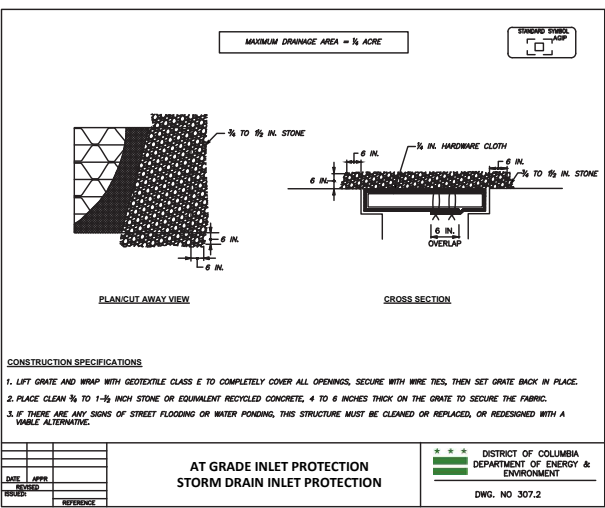 MAXIMUM DRAINAGE AREA = ¼ ACRE
STANDARD SYMBOL
AGIP
¾ TO 1½ IN. STONE
6 IN.
6 IN.
PLAN/CUT AWAY VIEW
6 IN.
¼ IN. HARDWARE CLOTH
6 IN.
¾ TO 1½ IN. STONE
6 IN.
6 IN.
OVERLAP
CROSS SECTION
CONSTRUCTION SPECIFICATIONS
1. LIFT GRATE AND WRAP WITH GEOTEXTILE CLASS E TO COMPLETELY COVER ALL OPENINGS, SECURE WITH WIRE TIES, THEN SET GRATE BACK IN PLACE.
2. PLACE CLEAN ¾ TO 1-½ INCH STONE OR EQUIVALENT RECYCLED CONCRETE, 4 TO 6 INCHES THICK ON THE GRATE TO SECURE THE FABRIC.
3. IF THERE ARE ANY SIGNS OF STREET FLOODING OR WATER PONDING, THIS STRUCTURE MUST BE CLEANED OR REPLACED, OR REDESIGNED WITH A
VIABLE ALTERNATIVE.
DATE APPR
REVISED
ISSUED:
REFERENCE
AT GRADE INLET PROTECTION
STORM DRAIN INLET PROTECTION
DISTRICT OF COLUMBIA
DEPARTMENT OF ENERGY &
ENVIRONMENT
DWG. NO 307.2